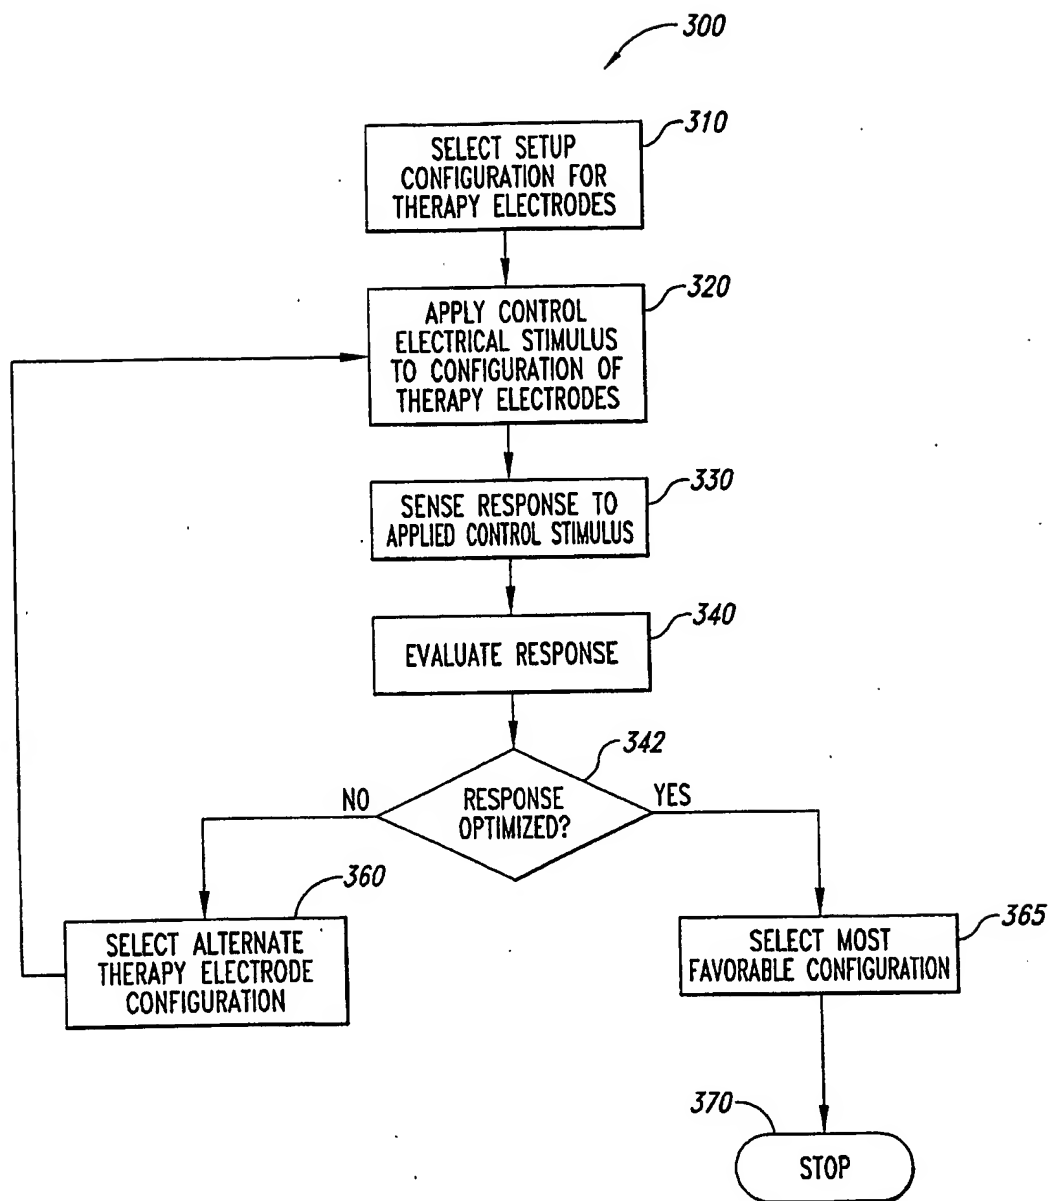 300
310
SELECT SETUP
CONFIGURATION FOR
THERAPY ELECTRODES
320
APPLY CONTROL
ELECTRICAL STIMULUS
TO CONFIGURATION OF
THERAPY ELECTRODES
330
SENSE RESPONSE TO
APPLIED CONTROL STIMULUS
340
EVALUATE RESPONSE
342
NO
RESPONSE
OPTIMIZED?
YES
360
SELECT ALTERNATE
THERAPY ELECTRODE
CONFIGURATION
365
SELECT MOST
FAVORABLE CONFIGURATION
370
STOP